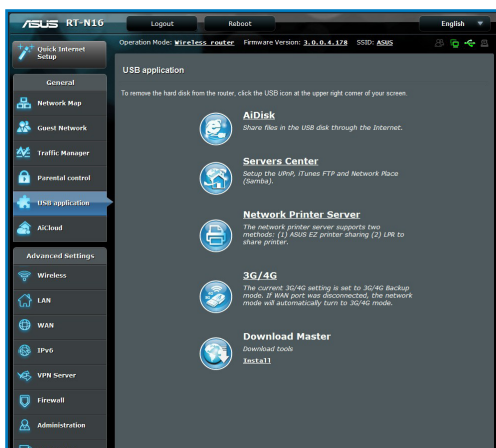 ASUS RT-N16
Logout
Reboot
English
Operation Mode: Wireless router Firmware Version: 3.0.0.4.178 SSID: ASUS
Quick Internet
Setup
General
Network Map
Guest Network
Traffic Manager
Parental control
USB application
AiCloud
Advanced Settings
Wireless
LAN
WAN
IPv6
VPN Server
Firewall
Administration
USB application
To remove the hard disk from the router, click the USB icon at the upper right corner of your screen.
AiDisk
Share files in the USB disk through the Internet.
Servers Center
Setup the UPnP, iTunes FTP and Network Place
(Samba).
Network Printer Server
The network printer server supports two
methods: (1) ASUS EZ printer sharing (2) LPR to
share printer.
3G/4G
The current 3G/4G setting is set to 3G/4G Backup
mode. If WAN port was disconnected, the network
mode will automatically turn to 3G/4G mode.
Download Master
Download tools
Install